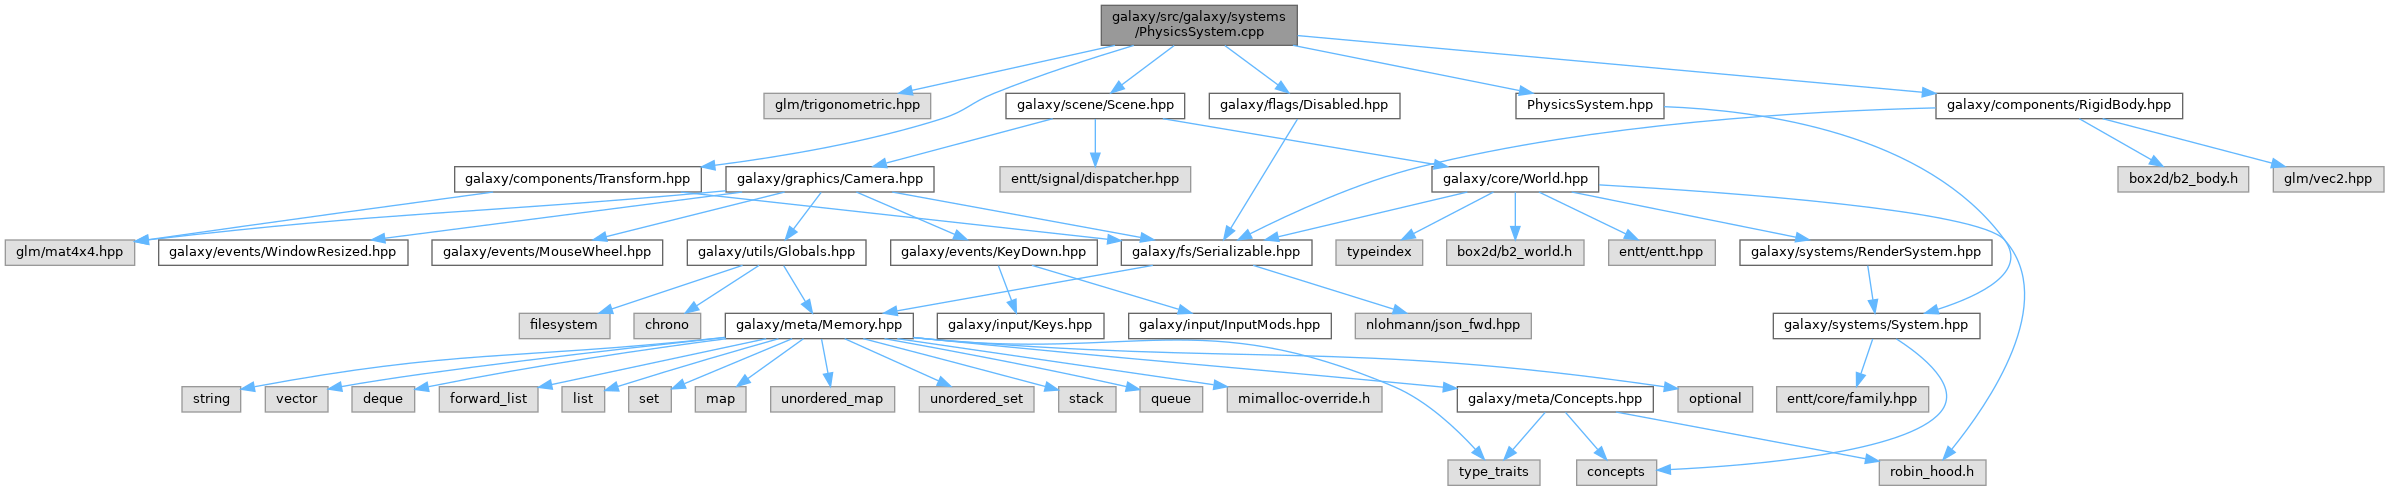 galaxy/src/galaxy/systems
/PhysicsSystem.cpp
glm/trigonometric.hpp
galaxy/scene/Scene.hpp
galaxy/flags/Disabled.hpp
PhysicsSystem.hpp
galaxy/components/RigidBody.hpp
galaxy/components/Transform.hpp
galaxy/graphics/Camera.hpp
entt/signal/dispatcher.hpp
galaxy/core/World.hpp
box2d/b2_body.h
glm/vec2.hpp
glm/mat4x4.hpp
galaxy/events/WindowResized.hpp
galaxy/events/MouseWheel.hpp
galaxy/utils/Globals.hpp
galaxy/events/KeyDown.hpp
galaxy/fs/Serializable.hpp
typeindex
box2d/b2_world.h
entt/entt.hpp
galaxy/systems/RenderSystem.hpp
filesystem
chrono
galaxy/meta/Memory.hpp
galaxy/input/Keys.hpp
galaxy/input/InputMods.hpp
nlohmann/json_fwd.hpp
galaxy/systems/System.hpp
string
vector
deque
forward_list
list
set
map
unordered_map
unordered_set
stack
queue
mimalloc-override.h
galaxy/meta/Concepts.hpp
optional
entt/core/family.hpp
type_traits
concepts
robin_hood.h